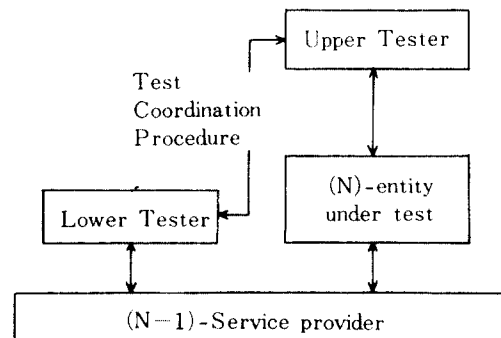 Upper Tester
Test
Coordination
Procedure
(N)-entity
under test
Lower Tester
(N-1)-Service provider